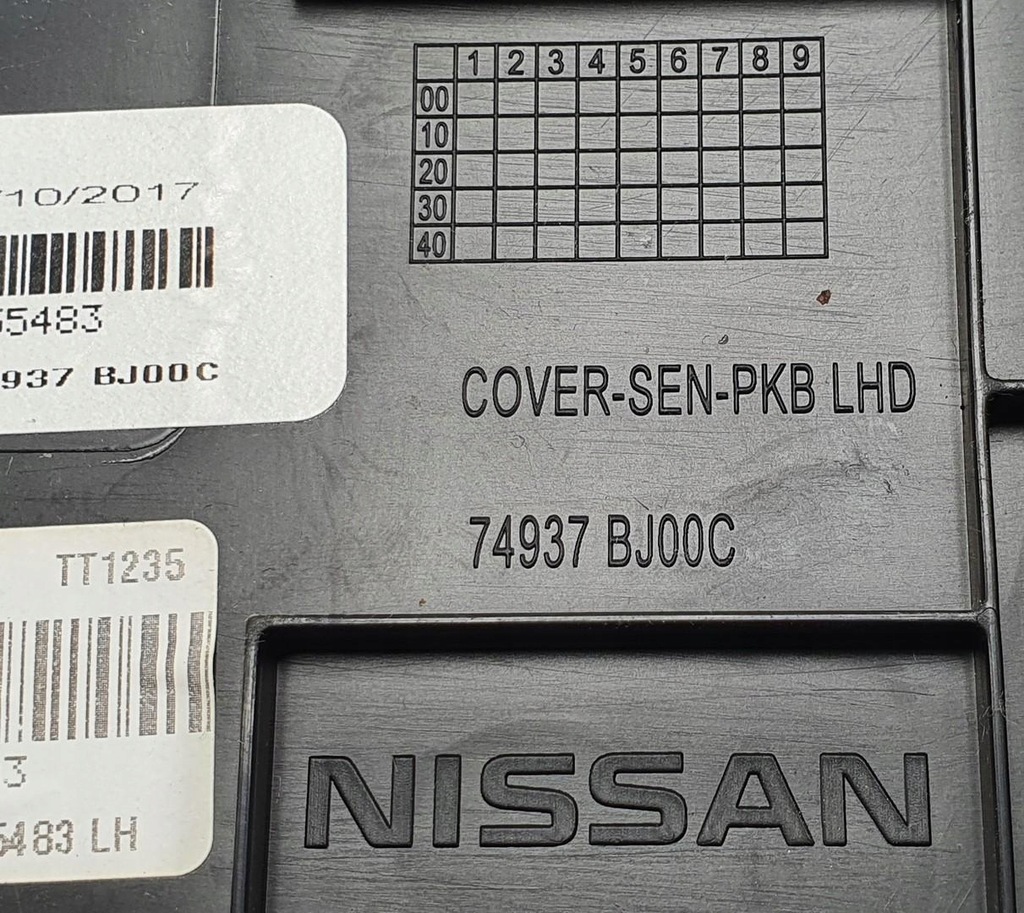 1 2 3 4 5 6 7 8 9
00
10
20
30
40
/10/2017
55483
937 BJ00C
COVER-SEN-PKB LHD
74937 BJ00C
TT1235
3
5483 LH
NISSAN